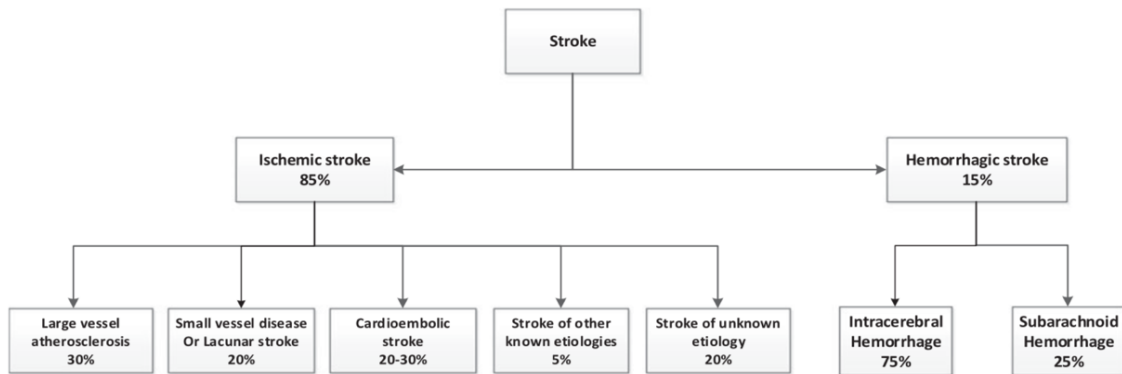 Stroke
Ischemic stroke
85%
Hemorrhagic stroke
15%
Large vessel
atherosclerosis
30%
Small vessel disease
Or Lacunar stroke
20%
Cardioembolic
stroke
20-30%
Stroke of other
known etiologies
5%
Stroke of unknown
etiology
20%
Intracerebral
Hemorrhage
75%
Subarachnoid
Hemorrhage
25%